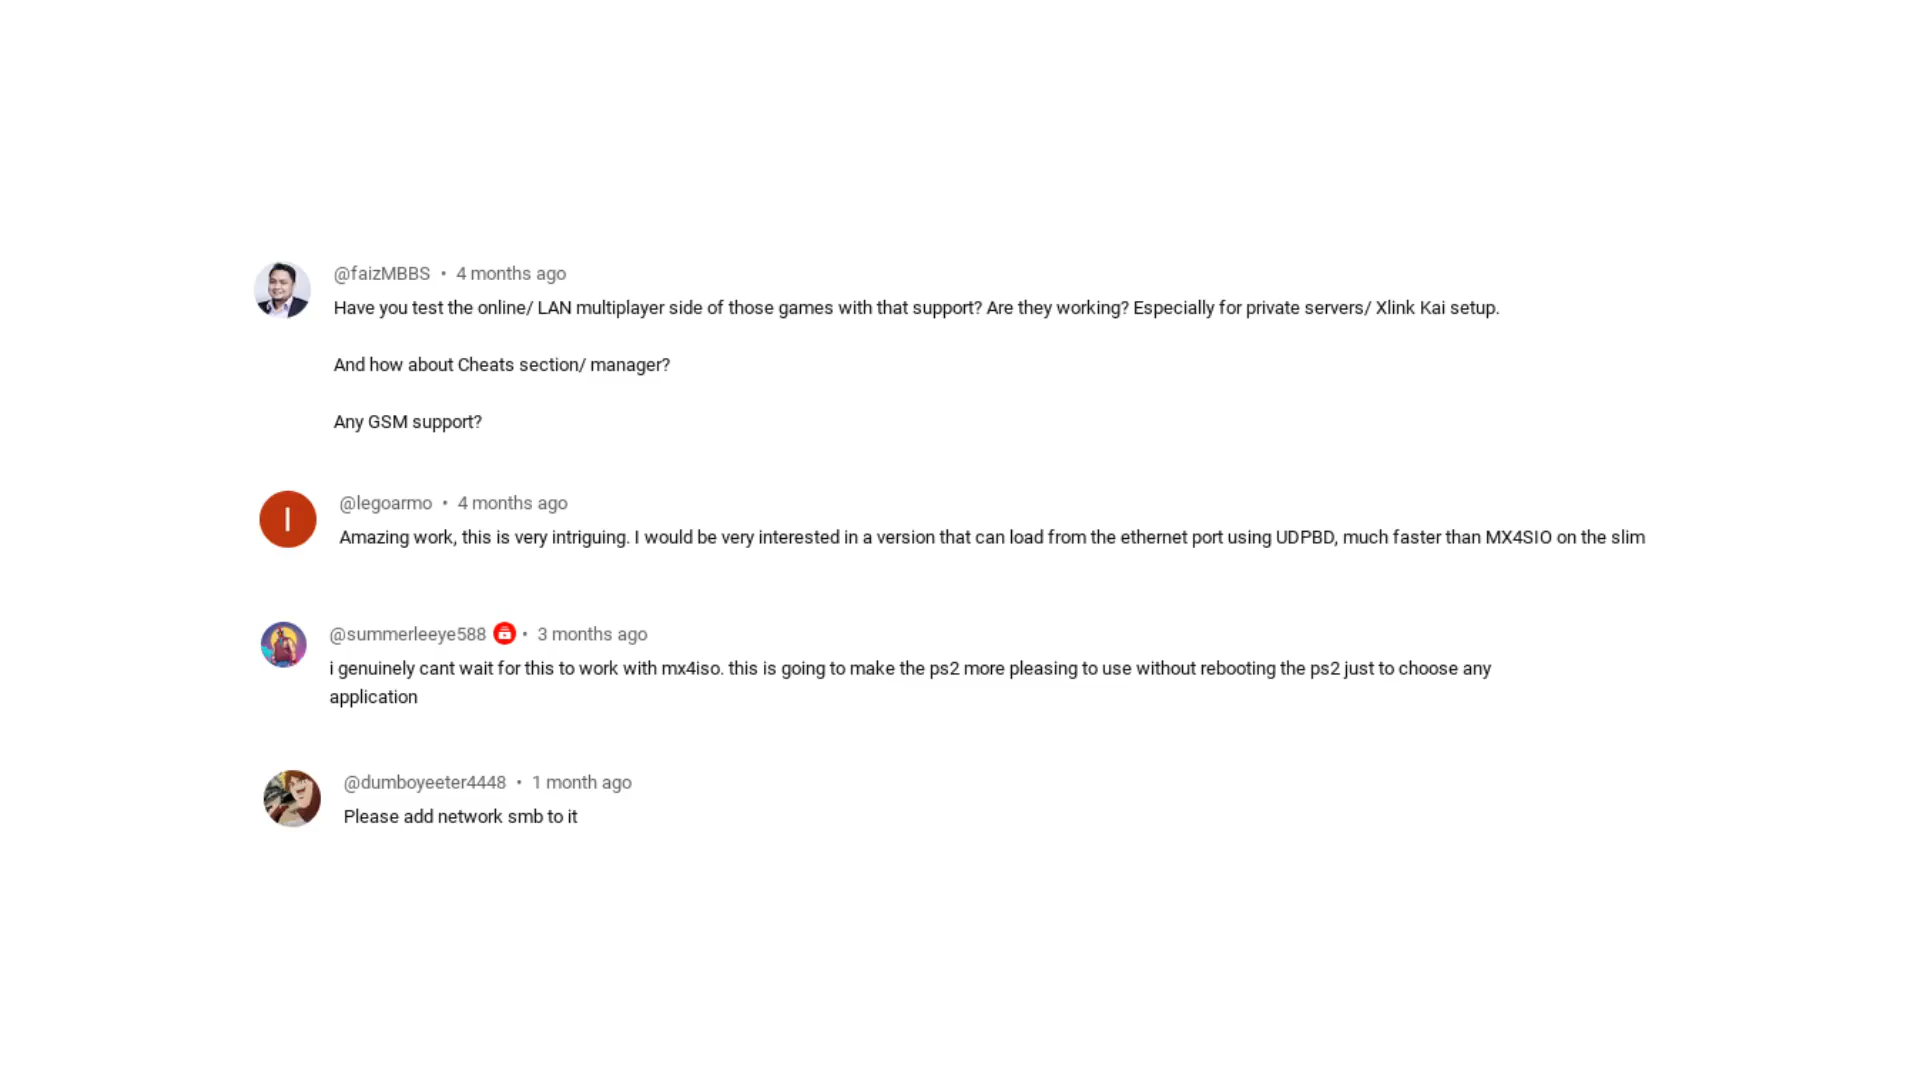 @faizMBBS • 4 months ago
Have you test the online/ LAN multiplayer side of those games with that support? Are they working? Especially for private servers/ Xlink Kai setup.
And how about Cheats section/ manager?
Any GSM support?
I
@legoarmo • 4 months ago
Amazing work, this is very intriguing. I would be very interested in a version that can load from the ethernet port using UDPBD, much faster than MX4SIO on the slim
@summerleeye588 • 3 months ago
i genuinely cant wait for this to work with mx4iso. this is going to make the ps2 more pleasing to use without rebooting the ps2 just to choose any
application
@dumboyeeter4448 • 1 month ago
Please add network smb to it